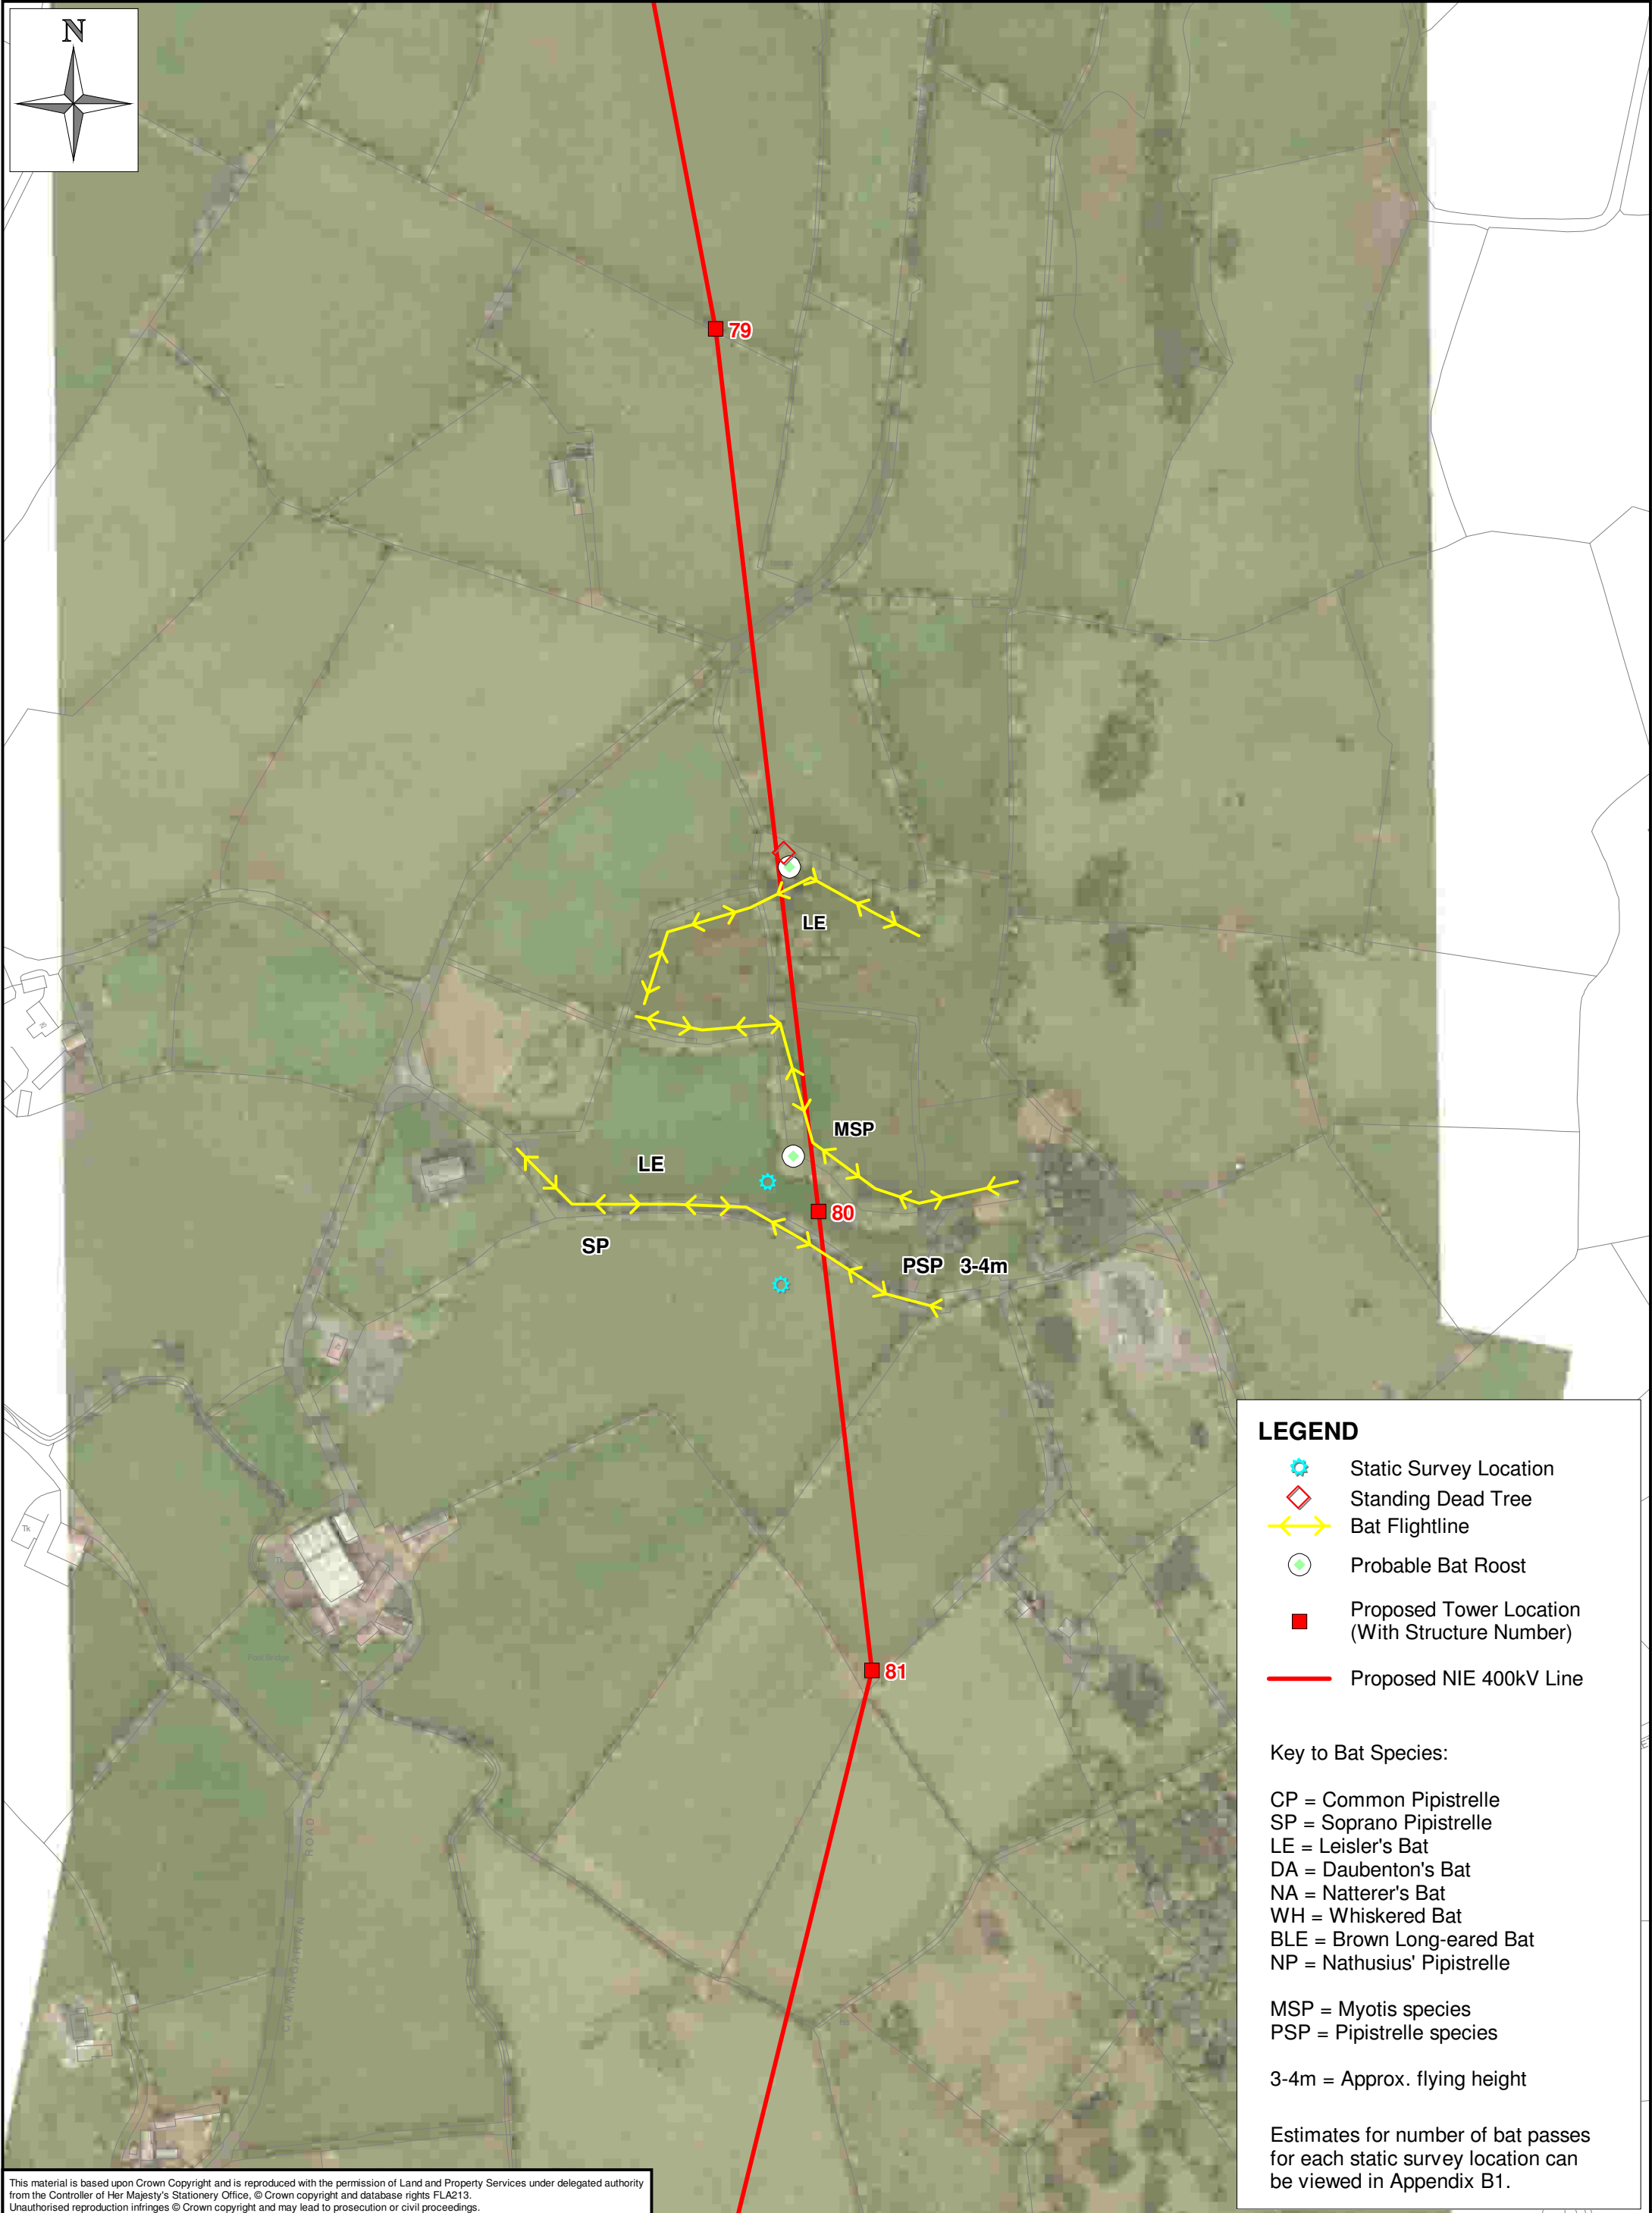 N
79
LE
MSP
LE
80
SP
PSP 3-4m
81
ROAD
LEGEND
Static Survey Location
Standing Dead Tree
Bat Flightline
Probable Bat Roost
Proposed Tower Location
(With Structure Number)
Proposed NIE 400kV Line
Key to Bat Species:
CP = Common Pipistrelle
SP = Soprano Pipistrelle
LE = Leisler's Bat
DA = Daubenton's Bat
NA = Natterer's Bat
WH = Whiskered Bat
BLE = Brown Long-eared Bat
NP = Nathusius' Pipistrelle
MSP = Myotis species
PSP = Pipistrelle species
3-4m = Approx. flying height
Estimates for number of bat passes
for each static survey location can
be viewed in Appendix B1.
Tk
This material is based upon Crown Copyright and is reproduced with the permission of Land and Property Services under delegated authority
from the Controller of Her Majesty's Stationery Office, © Crown copyright and database rights FLA213.
Unauthorised reproduction infringes © Crown copyright and may lead to prosecution or civil proceedings.